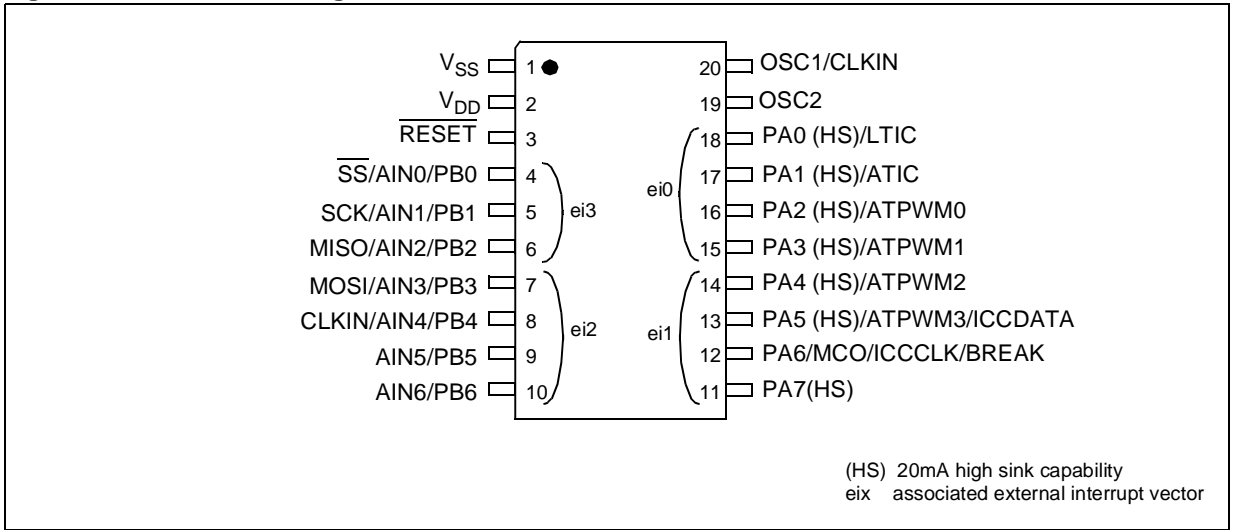 VSS 1 20 OSC1/CLKIN
VDD 2 19 OSC2
RESET 3 18 PA0 (HS)/LTIC
SS/AIN0/PB0 4 17 PA1 (HS)/ATIC
ei0
SCK/AIN1/PB1 5 ei3 16 PA2 (HS)/ATPWM0
MISO/AIN2/PB2 6 15 PA3 (HS)/ATPWM1
MOSI/AIN3/PB3 7 14 PA4 (HS)/ATPWM2
CLKIN/AIN4/PB4 8 ei2 ei1 13 PA5 (HS)/ATPWM3/ICCDATA
AIN5/PB5 9 12 PA6/MCO/ICCCLK/BREAK
AIN6/PB6 10 11 PA7(HS)
(HS) 20mA high sink capability
eix associated external interrupt vector